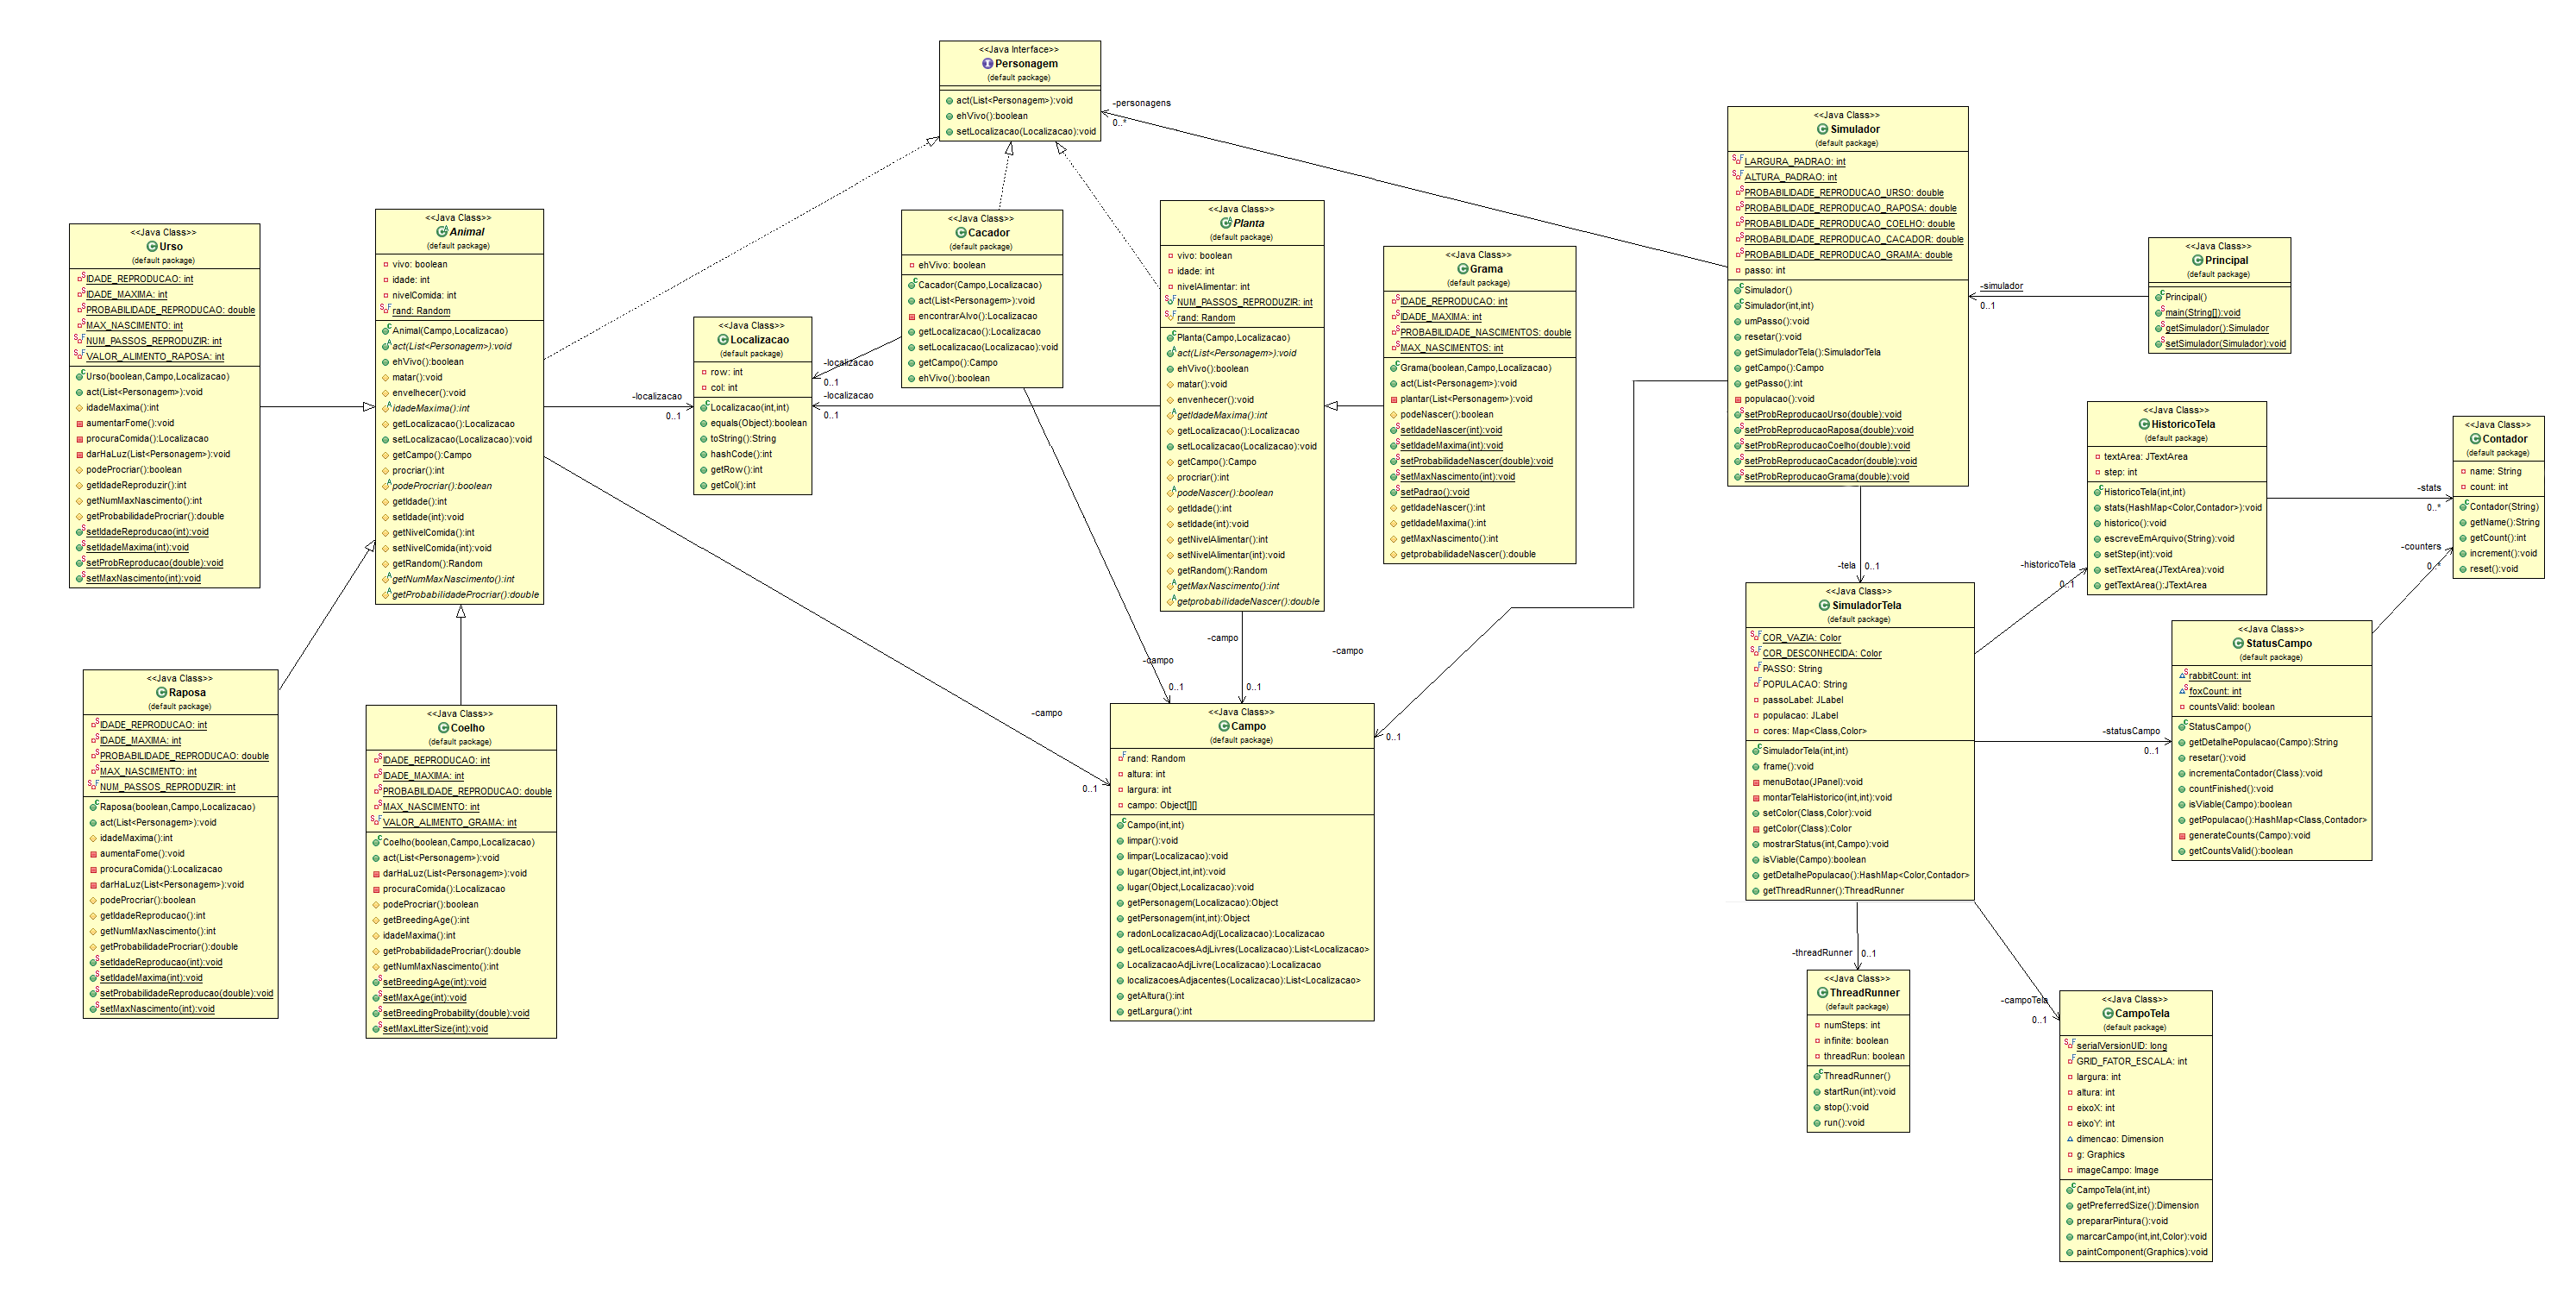 <<Java Interface>>
Personagem
(default package)
act(List<Personagem>):void
ehVivo():boolean
setLocalizacao(Localizacao):void
-personagens
0..*
<<Java Class>>
Simulador
(default package)
LARGURA_PADRAO: int
ALTURA_PADRAO: int
PROBABILIDADE_REPRODUCAO_URSO: double
PROBABILIDADE_REPRODUCAO_RAPOSA: double
PROBABILIDADE_REPRODUCAO_COELHO: double
PROBABILIDADE_REPRODUCAO_CACADOR: double
PROBABILIDADE_REPRODUCAO_GRAMA: double
passo: int
Simulador()
Simulador(int,int)
umPasso():void
resetar():void
getSimuladorTela():SimuladorTela
getCampo():Campo
getPasso():int
populacao():void
setProbReproducaoUrso(double):void
setProbReproducaoRaposa(double):void
setProbReproducaoCoelho(double):void
setProbReproducaoCacador(double):void
setProbReproducaoGrama(double):void
-simulador
0..1
<<Java Class>>
Principal
(default package)
Principal()
main(String[]):void
getSimulador():Simulador
setSimulador(Simulador):void
<<Java Class>>
Urso
(default package)
IDADE_REPRODUCAO: int
IDADE_MAXIMA: int
PROBABILIDADE_REPRODUCAO: double
MAX_NASCIMENTO: int
NUM_PASSOS_REPRODUZIR: int
VALOR_ALIMENTO_RAPOSA: int
Urso(boolean,Campo,Localizacao)
act(List<Personagem>):void
idadeMaxima():int
aumentarFome():void
procuraComida():Localizacao
darHaLuz(List<Personagem>):void
podeProcriar():boolean
getIdadeReproduzir():int
getNumMaxNascimento():int
getProbabilidadeProcriar():double
setIdadeReproducao(int):void
setIdadeMaxima(int):void
setProbReproducao(double):void
setMaxNascimento(int):void
<<Java Class>>
Animal
(default package)
vivo: boolean
idade: int
nivelComida: int
rand: Random
Animal(Campo,Localizacao)
act(List<Personagem>):void
ehVivo():boolean
matar():void
envelhecer():void
idadeMaxima():int
getLocalizacao():Localizacao
setLocalizacao(Localizacao):void
getCampo():Campo
procriar():int
podeProcriar():boolean
getIdade():int
setIdade(int):void
getNivelComida():int
setNivelComida(int):void
getRandom():Random
getNumMaxNascimento():int
getProbabilidadeProcriar():double
-localizacao
0..1
<<Java Class>>
Localizacao
(default package)
row: int
col: int
Localizacao(int,int)
equals(Object):boolean
toString():String
hashCode():int
getRow():int
getCol():int
-localizacao
0..1
-localizacao
0..1
<<Java Class>>
Cacador
(default package)
ehVivo: boolean
Cacador(Campo,Localizacao)
act(List<Personagem>):void
encontrarAlvo():Localizacao
getLocalizacao():Localizacao
setLocalizacao(Localizacao):void
getCampo():Campo
ehVivo():boolean
<<Java Class>>
Planta
(default package)
vivo: boolean
idade: int
nivelAlimentar: int
NUM_PASSOS_REPRODUZIR: int
rand: Random
Planta(Campo,Localizacao)
act(List<Personagem>):void
ehVivo():boolean
matar():void
envenhecer():void
getIdadeMaxima():int
getLocalizacao():Localizacao
setLocalizacao(Localizacao):void
getCampo():Campo
procriar():int
podeNascer():boolean
getIdade():int
setIdade(int):void
getNivelAlimentar():int
setNivelAlimentar(int):void
getRandom():Random
getMaxNascimento():int
getprobabilidadeNascer():double
<<Java Class>>
Grama
(default package)
IDADE_REPRODUCAO: int
IDADE_MAXIMA: int
PROBABILIDADE_NASCIMENTOS: double
MAX_NASCIMENTOS: int
Grama(boolean,Campo,Localizacao)
act(List<Personagem>):void
plantar(List<Personagem>):void
podeNascer():boolean
setIdadeNascer(int):void
setIdadeMaxima(int):void
setProbabilidadeNascer(double):void
setMaxNascimento(int):void
setPadrao():void
getIdadeNascer():int
getIdadeMaxima():int
getMaxNascimento():int
getprobabilidadeNascer():double
<<Java Class>>
HistoricoTela
(default package)
textArea: JTextArea
step: int
HistoricoTela(int,int)
stats(HashMap<Color,Contador>):void
historico():void
escreveEmArquivo(String):void
setStep(int):void
setTextArea(JTextArea):void
getTextArea():JTextArea
-stats
0..*
-counters
0..*
<<Java Class>>
Contador
(default package)
name: String
count: int
Contador(String)
getName():String
getCount():int
increment():void
reset():void
-tela
0..1
-historicoTela
0..1
<<Java Class>>
SimuladorTela
(default package)
COR_VAZIA: Color
COR_DESCONHECIDA: Color
PASSO: String
POPULACAO: String
passoLabel: JLabel
populacao: JLabel
cores: Map<Class,Color>
SimuladorTela(int,int)
frame():void
menuBotao(JPanel):void
montarTelaHistorico(int,int):void
setColor(Class,Color):void
getColor(Class):Color
mostrarStatus(int,Campo):void
isViable(Campo):boolean
getDetalhePopulacao():HashMap<Color,Contador>
getThreadRunner():ThreadRunner
-statusCampo
0..1
<<Java Class>>
StatusCampo
(default package)
rabbitCount: int
foxCount: int
countsValid: boolean
StatusCampo()
getDetalhePopulacao(Campo):String
resetar():void
incrementaContador(Class):void
countFinished():void
isViable(Campo):boolean
getPopulacao():HashMap<Class,Contador>
generateCounts(Campo):void
getCountsValid():boolean
<<Java Class>>
Raposa
(default package)
IDADE_REPRODUCAO: int
IDADE_MAXIMA: int
PROBABILIDADE_REPRODUCAO: double
MAX_NASCIMENTO: int
NUM_PASSOS_REPRODUZIR: int
Raposa(boolean,Campo,Localizacao)
act(List<Personagem>):void
idadeMaxima():int
aumentaFome():void
procuraComida():Localizacao
darHaLuz(List<Personagem>):void
podeProcriar():boolean
getIdadeReproducao():int
getNumMaxNascimento():int
getProbabilidadeProcriar():double
setIdadeReproducao(int):void
setIdadeMaxima(int):void
setProbabilidadeReproducao(double):void
setMaxNascimento(int):void
<<Java Class>>
Coelho
(default package)
IDADE_REPRODUCAO: int
IDADE_MAXIMA: int
PROBABILIDADE_REPRODUCAO: double
MAX_NASCIMENTO: int
VALOR_ALIMENTO_GRAMA: int
Coelho(boolean,Campo,Localizacao)
act(List<Personagem>):void
darHaLuz(List<Personagem>):void
procuraComida():Localizacao
podeProcriar():boolean
getBreedingAge():int
idadeMaxima():int
getProbabilidadeProcriar():double
getNumMaxNascimento():int
setBreedingAge(int):void
setMaxAge(int):void
setBreedingProbability(double):void
setMaxLitterSize(int):void
-campo
0..1
-campo
0..1
-campo
0..1
-campo
0..1
<<Java Class>>
Campo
(default package)
rand: Random
altura: int
largura: int
campo: Object[][]
Campo(int,int)
limpar():void
limpar(Localizacao):void
lugar(Object,int,int):void
lugar(Object,Localizacao):void
getPersonagem(Localizacao):Object
getPersonagem(int,int):Object
radonLocalizacaoAdj(Localizacao):Localizacao
getLocalizacoesAdjLivres(Localizacao):List<Localizacao>
LocalizacaoAdjLivre(Localizacao):Localizacao
localizacoesAdjacentes(Localizacao):List<Localizacao>
getAltura():int
getLargura():int
-threadRunner
0..1
<<Java Class>>
ThreadRunner
(default package)
numSteps: int
infinite: boolean
threadRun: boolean
ThreadRunner()
startRun(int):void
stop():void
run():void
-campoTela
0..1
<<Java Class>>
CampoTela
(default package)
serialVersionUID: long
GRID_FATOR_ESCALA: int
largura: int
altura: int
eixoX: int
eixoY: int
dimencao: Dimension
g: Graphics
imageCampo: Image
CampoTela(int,int)
getPreferredSize():Dimension
prepararPintura():void
marcarCampo(int,int,Color):void
paintComponent(Graphics):void